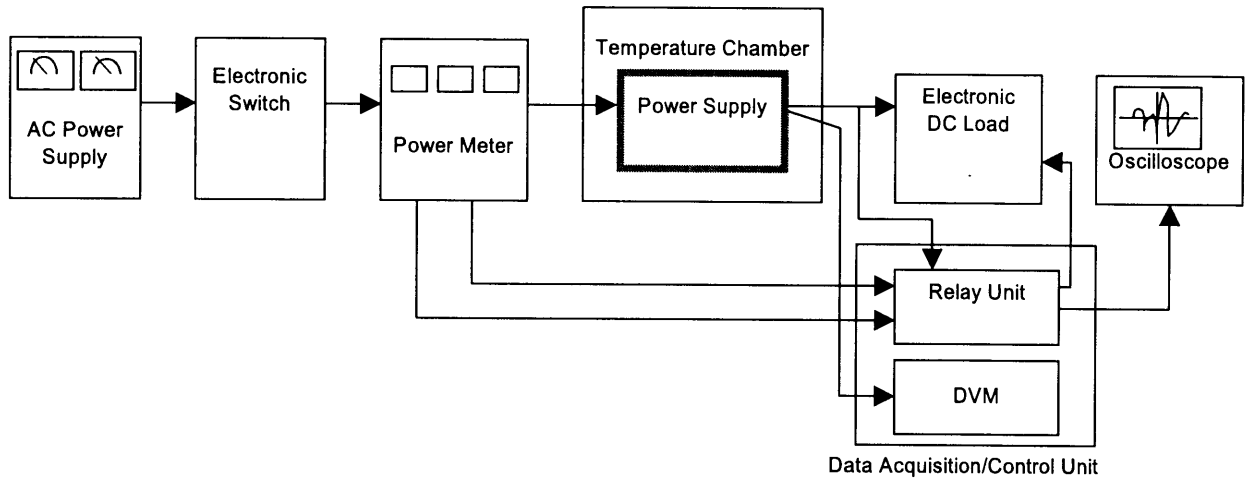 AC Power
Supply
Electronic
Switch
Power Meter
Temperature Chamber
Power Supply
Electronic
DC Load
Oscilloscope
Relay Unit
DVM
Data Acquisition/Control Unit